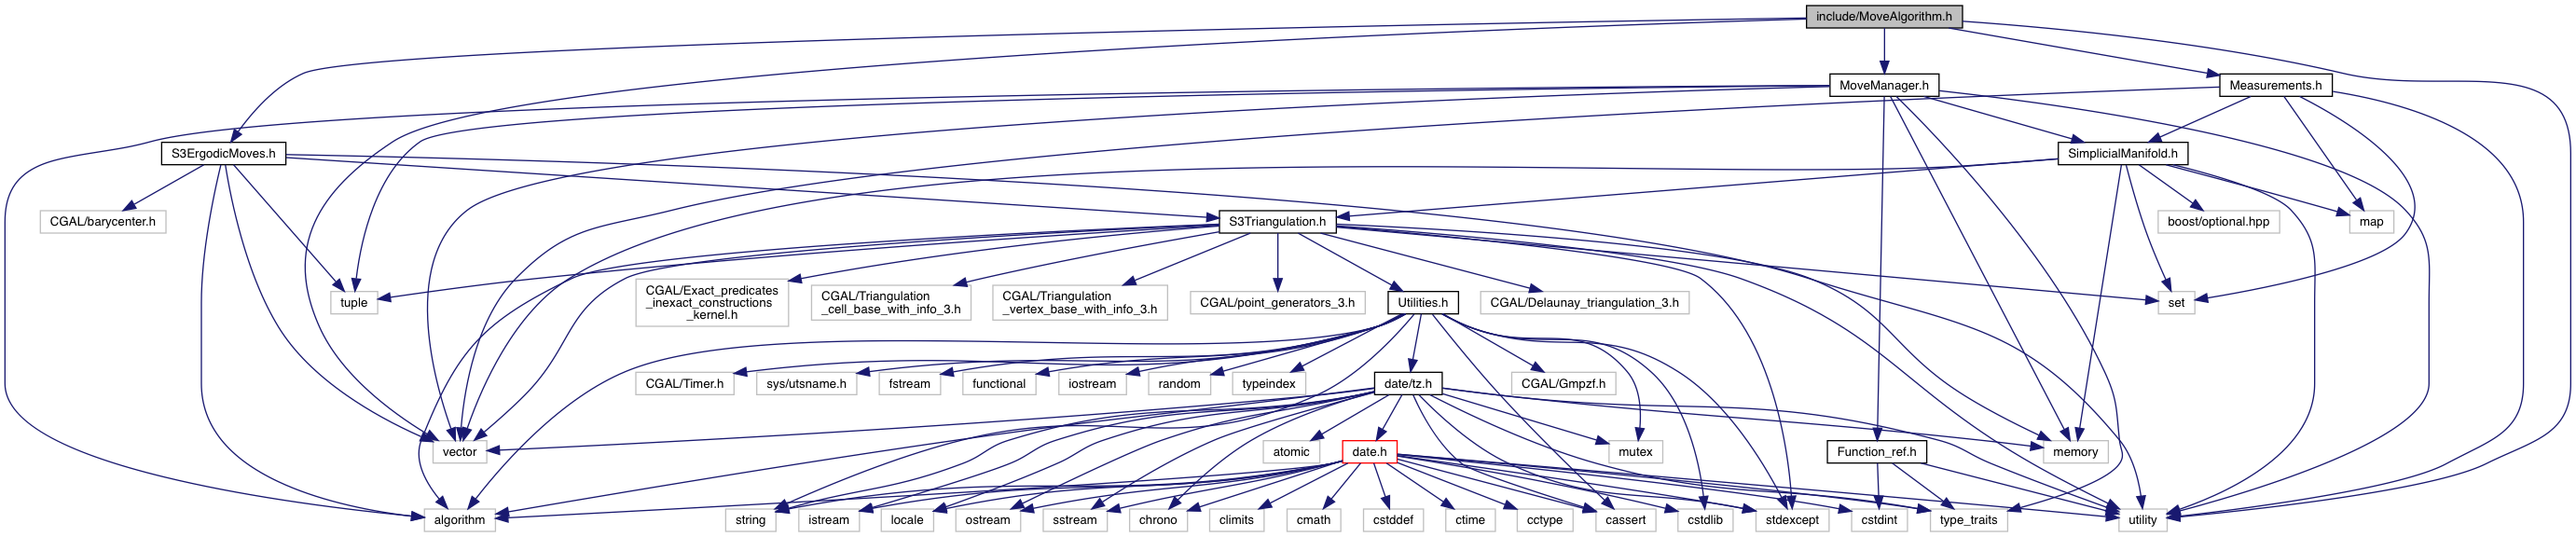 include/MoveAlgorithm.h
MoveManager.h
Measurements.h
S3ErgodicMoves.h
SimplicialManifold.h
CGAL/barycenter.h
S3Triangulation.h
boost/optional.hpp
map
tuple
CGAL/Exact_predicates
_inexact_constructions
_kernel.h
CGAL/Triangulation
_cell_base_with_info_3.h
CGAL/Triangulation
_vertex_base_with_info_3.h
CGAL/point_generators_3.h
Utilities.h
CGAL/Delaunay_triangulation_3.h
set
CGAL/Timer.h
sys/utsname.h
fstream
functional
iostream
random
typeindex
date/tz.h
CGAL/Gmpzf.h
vector
atomic
date.h
mutex
Function_ref.h
memory
algorithm
string
istream
locale
ostream
sstream
chrono
climits
cmath
cstddef
ctime
cctype
cassert
cstdlib
stdexcept
cstdint
type_traits
utility